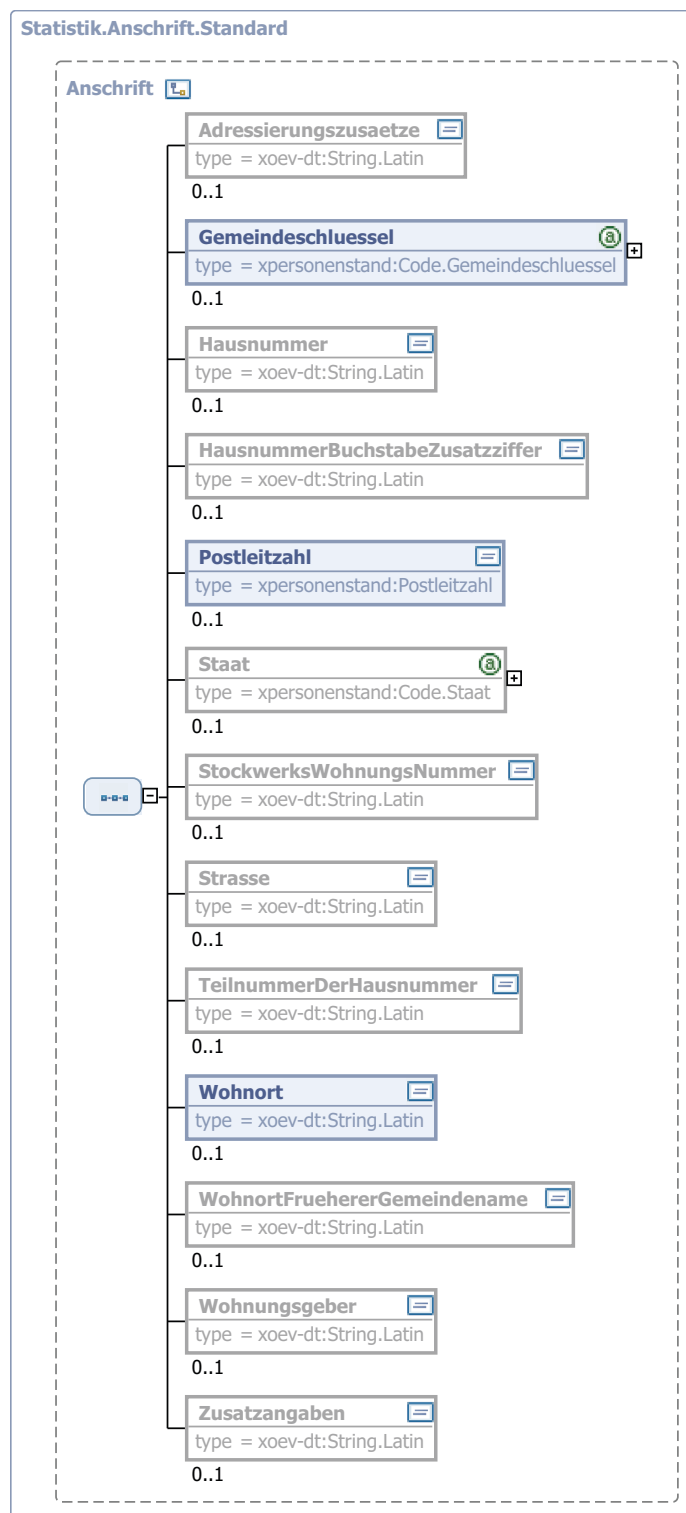 Statistik.Anschrift.Standard
Anschrift
Adressierungszusaetze
type = xoev-dt:String.Latin
0..1
Gemeindeschluessel
type = xpersonenstand:Code.Gemeindeschluessel
0..1
Hausnummer
type = xoev-dt:String.Latin
0..1
HausnummerBuchstabeZusatzziffer
type = xoev-dt:String.Latin
0..1
Postleitzahl
type = xpersonenstand:Postleitzahl
0..1
Staat
type = xpersonenstand:Code.Staat
0..1
StockwerksWohnungsNummer
type = xoev-dt:String.Latin
0..1
Strasse
type = xoev-dt:String.Latin
0..1
TeilnummerDerHausnummer
type = xoev-dt:String.Latin
0..1
Wohnort
type = xoev-dt:String.Latin
0..1
WohnortFruehererGemeindename
type = xoev-dt:String.Latin
0..1
Wohnungsgeber
type = xoev-dt:String.Latin
0..1
Zusatzangaben
type = xoev-dt:String.Latin
0..1